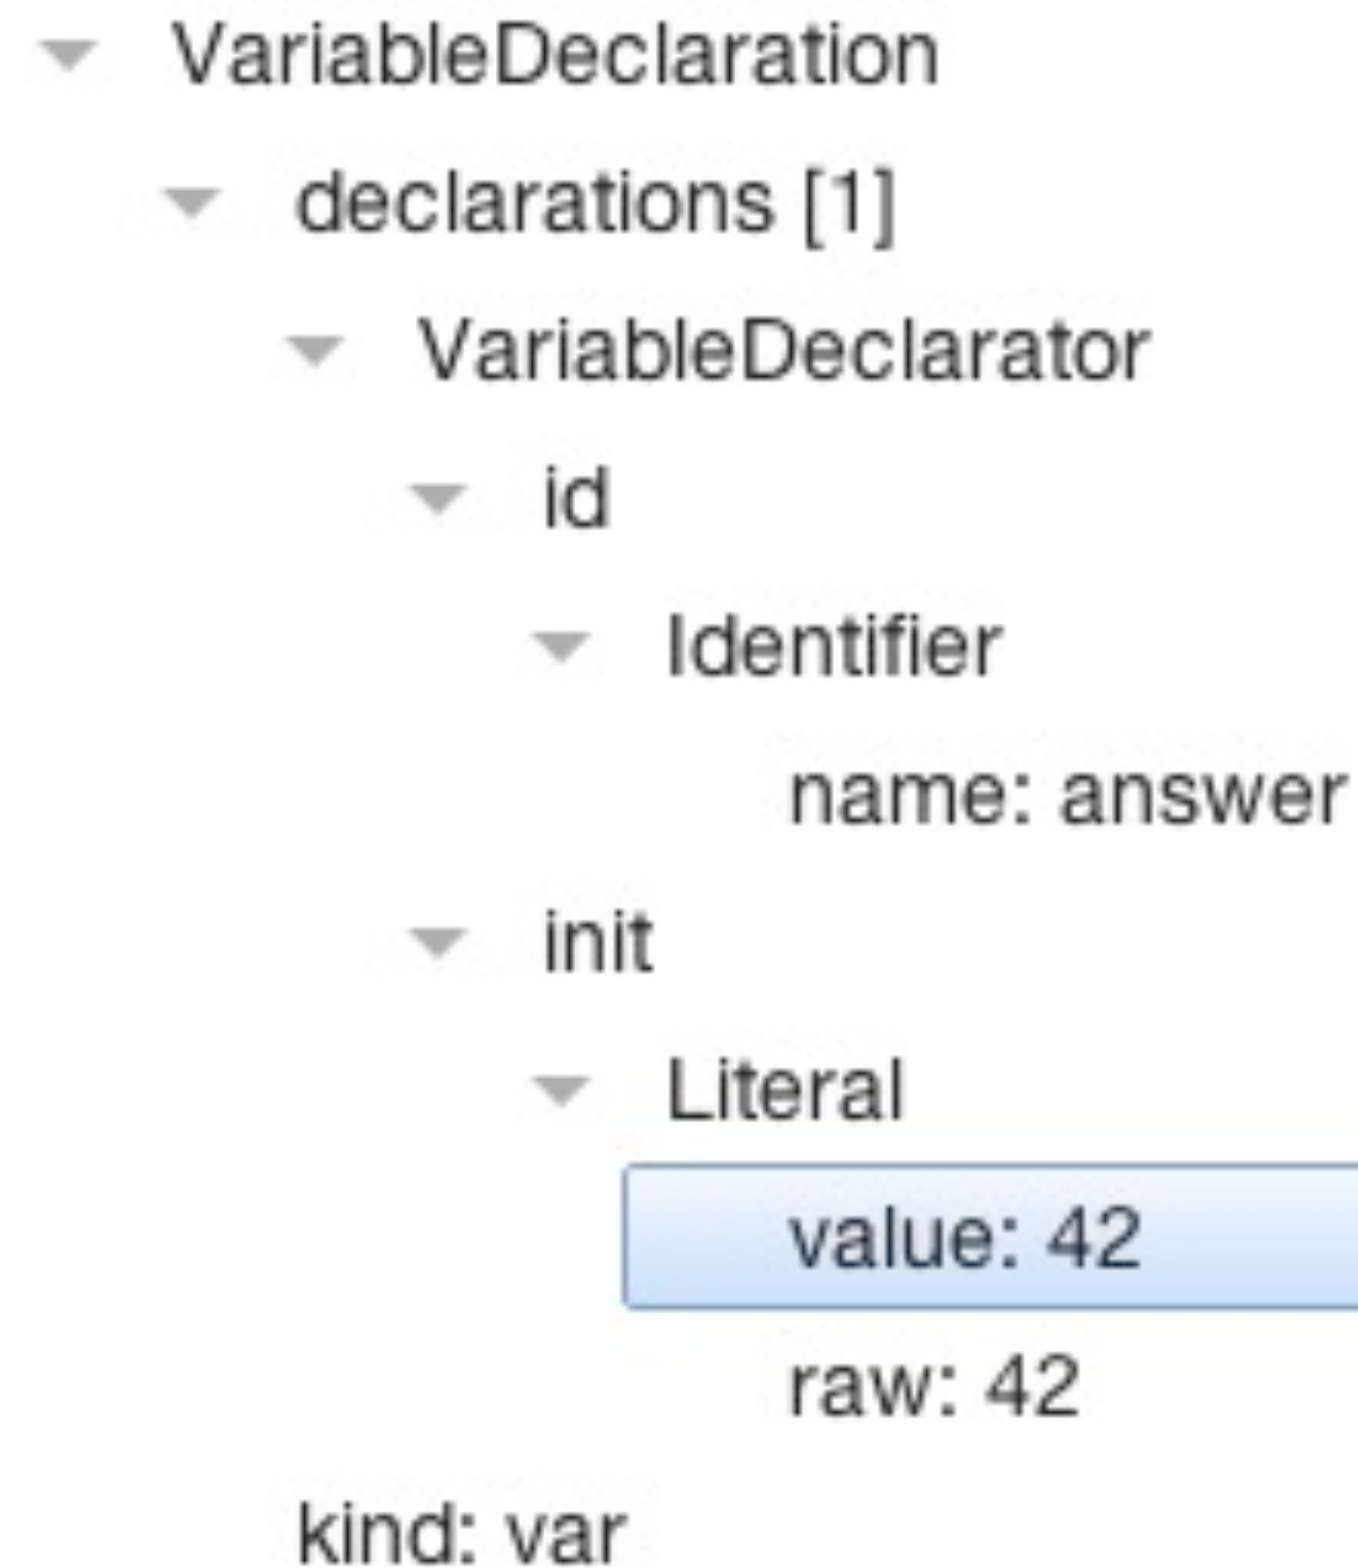 VariableDeclaration
declarations [1]
VariableDeclarator
id
Identifier
name: answer
init
Literal
value: 42
raw: 42
kind: var